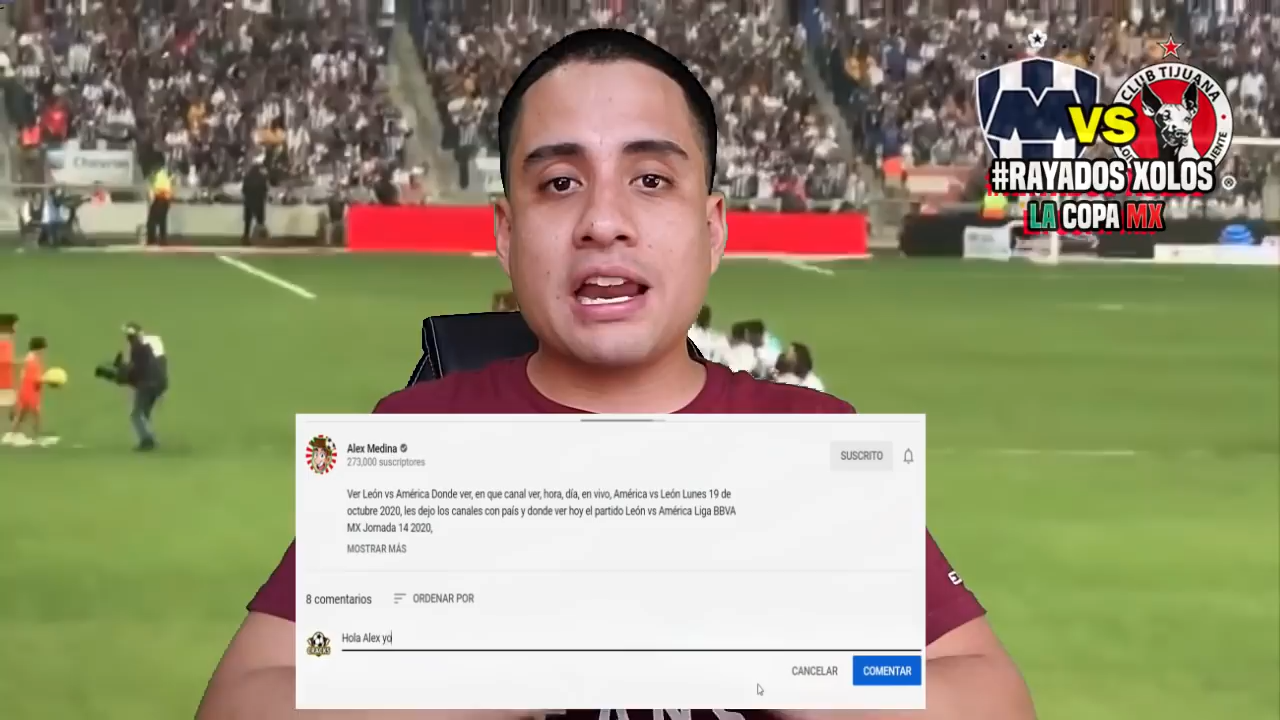 CLUB TIJUANA
VS
#RAYADOS XOLOS
LA COPA MX
Alex Medina
273,000 suscriptores
SUSCRITO
Ver León vs América Donde ver, en que canal ver, hora, día, en vivo, América vs León Lunes 19 de
octubre 2020, les dejo los canales con país y donde ver hoy el partido León vs América Liga BBVA
MX Jornada 14 2020,
MOSTRAR MÁS
8 comentarios
ORDENAR POR
Hola Alex yo
CANCELAR
COMENTAR